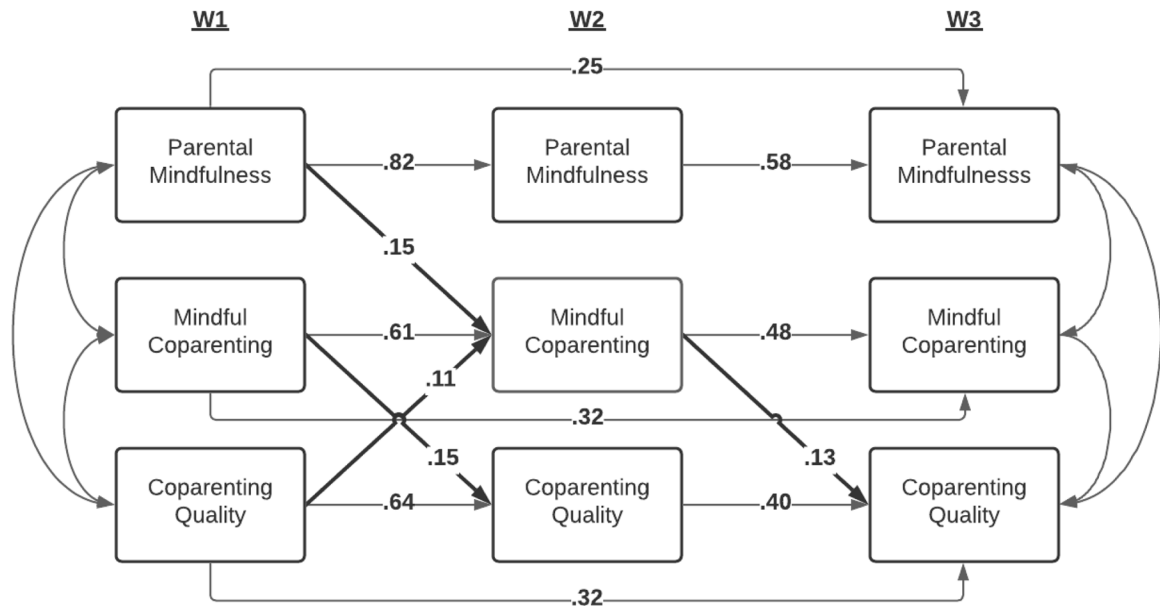 W1 W2 W3
.25
Parental Parental Parental
Mindfulness .82 Mindfulness .58 Mindfulnesss
.15
Mindful Mindful Mindful
Coparenting .61 Coparenting .48 Coparenting
.11
.32
.15 .13
Coparenting Coparenting Coparenting
Quality .64 Quality .40 Quality
.32